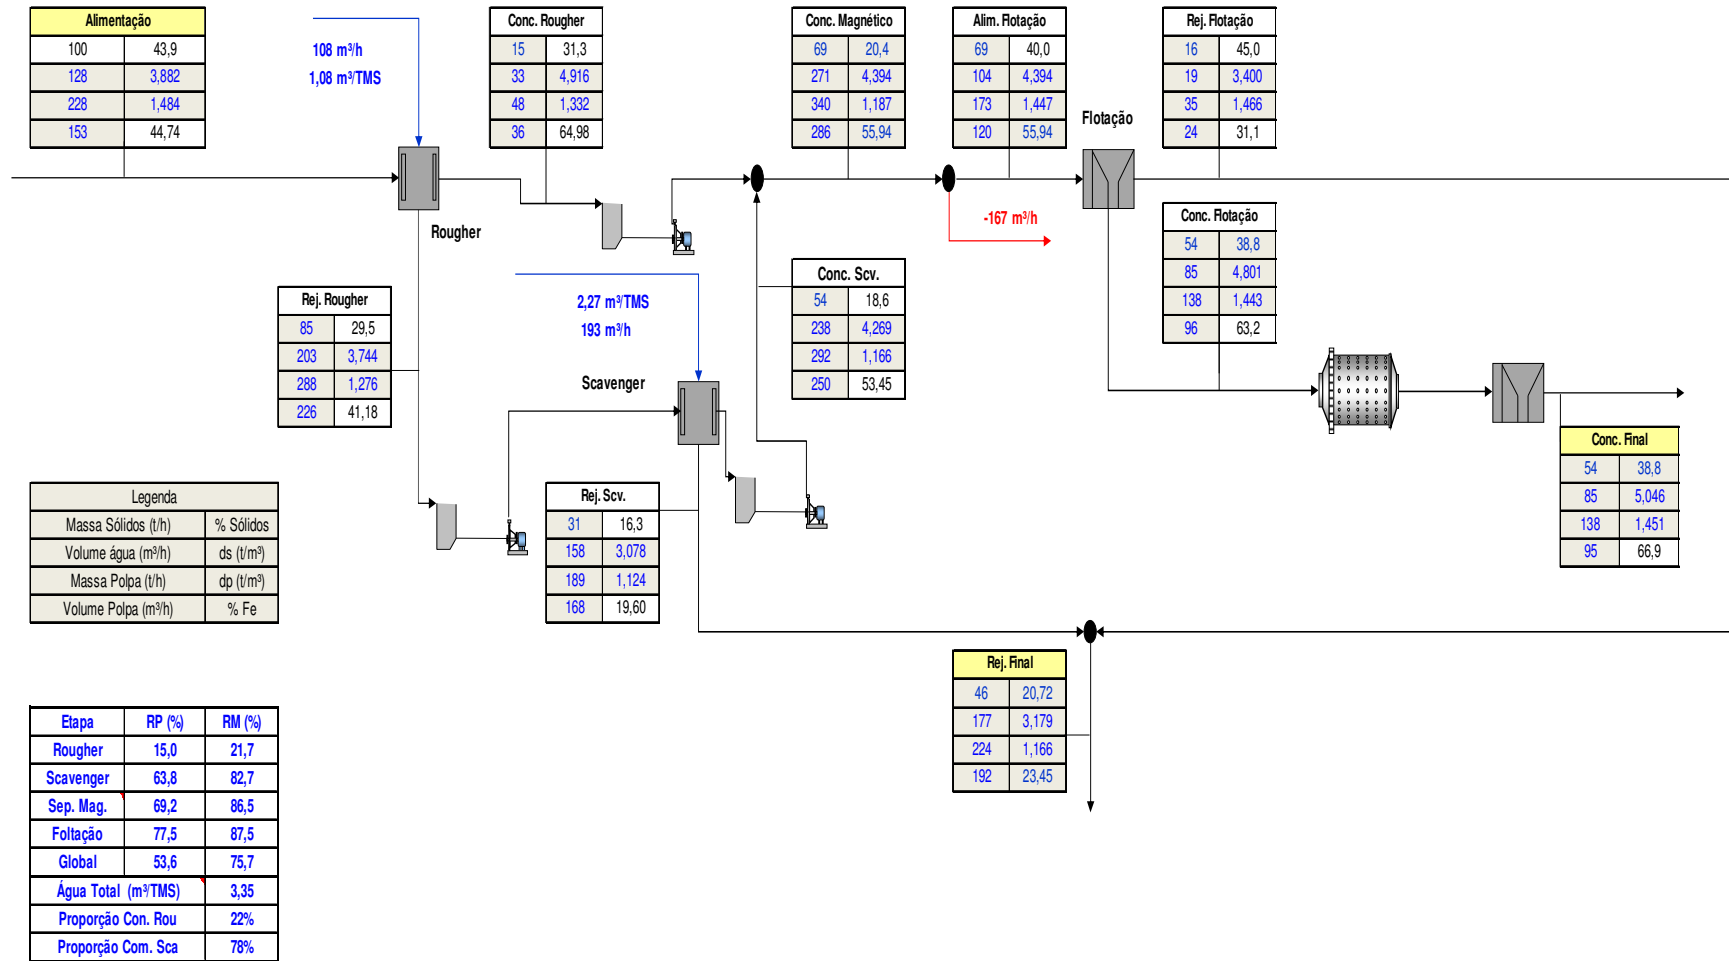 Alimentação
100 43,9
128 3,882
228 1,484
153 44,74
108 m³/h
1,08 m³/TMS
Conc. Rougher
15 31,3
33 4,916
48 1,332
36 64,98
Conc. Magnético
69 20,4
271 4,394
340 1,187
286 55,94
Alim. Flotação
69 40,0
104 4,394
173 1,447
120 55,94
Flotação
Rej. Flotação
16 45,0
19 3,400
35 1,466
24 31,1
Rougher
-167 m³/h
Conc. Flotação
54 38,8
85 4,801
138 1,443
96 63,2
Rej. Rougher
85 29,5
203 3,744
288 1,276
226 41,18
2,27 m³/TMS
193 m³/h
Scavenger
Conc. Scv.
54 18,6
238 4,269
292 1,166
250 53,45
Conc. Final
54 38,8
85 5,046
138 1,451
95 66,9
Legenda
Massa Sólidos (t/h) % Sólidos
Volume água (m³/h) ds (t/m³)
Massa Polpa (t/h) dp (t/m³)
Volume Polpa (m³/h) % Fe
Rej. Scv.
31 16,3
158 3,078
189 1,124
168 19,60
Rej. Final
46 20,72
177 3,179
224 1,166
192 23,45
Etapa RP (%) RM (%)
Rougher 15,0 21,7
Scavenger 63,8 82,7
Sep. Mag. 69,2 86,5
Foltação 77,5 87,5
Global 53,6 75,7
Água Total (m³/TMS) 3,35
Proporção Con. Rou 22%
Proporção Com. Sca 78%